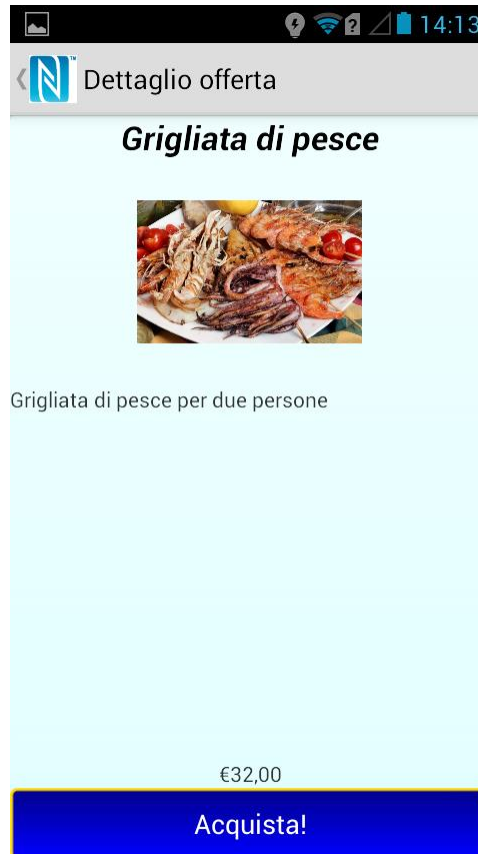 14:13
Dettaglio offerta
Grigliata di pesce
Grigliata di pesce per due persone
€32,00
Acquista!